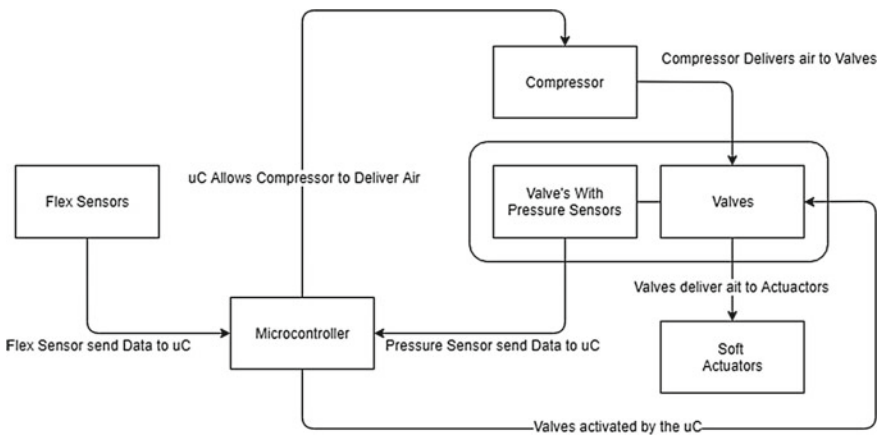 Compressor
Compressor Delivers air to Valves
uC Allows Compressor to Deliver Air
Flex Sensors
Valve's With
Pressure Sensors
Valves
Valves deliver ait to Actuactors
Microcontroller
Flex Sensor send Data to uC
Pressure Sensor send Data to uC
Soft
Actuators
Valves activated by the uC